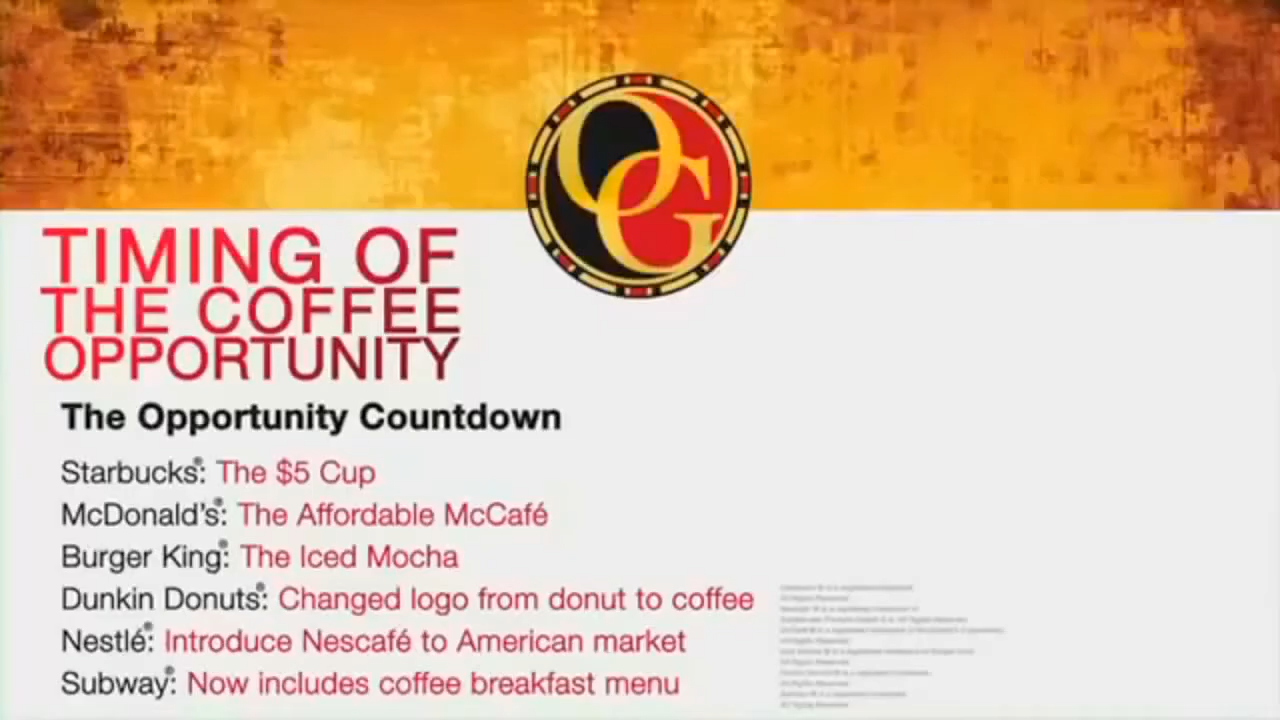 OG
TIMING OF
THE COFFEE
OPPORTUNITY
The Opportunity Countdown
Starbucks®: The $5 Cup
McDonald's®: The Affordable McCafé
Burger King®: The Iced Mocha
Dunkin Donuts®: Changed logo from donut to coffee
Nestlé®: Introduce Nescafé to American market
Subway®: Now includes coffee breakfast menu